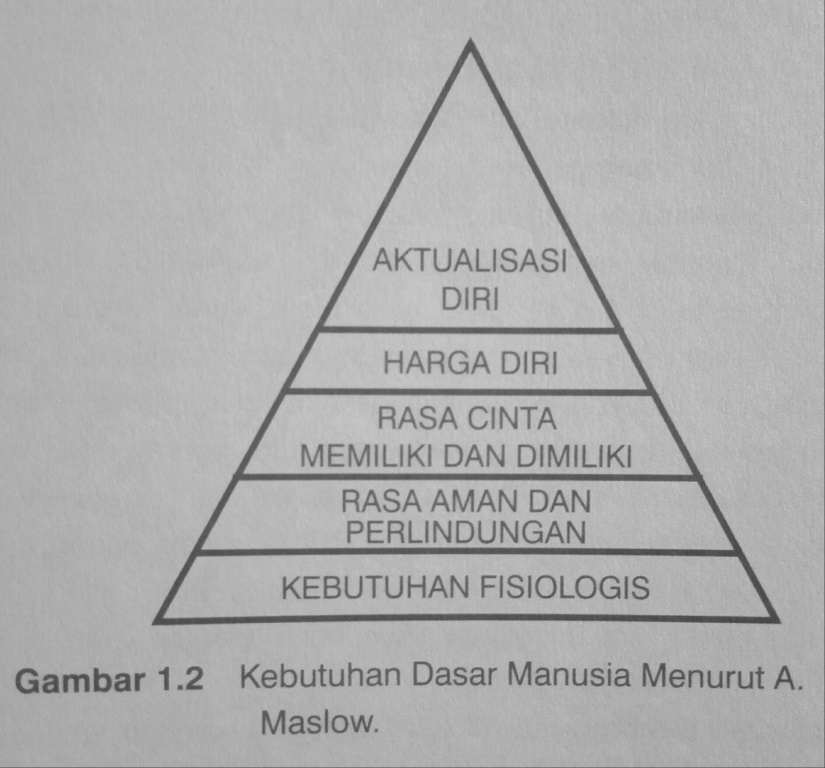 AKTUALISASI
DIRI
HARGA DIRI
RASA CINTA
MEMILIKI DAN DIMILIKI
RASA AMAN DAN
PERLINDUNGAN
KEBUTUHAN FISIOLOGIS
Gambar 1.2 Kebutuhan Dasar Manusia Menurut A.
Maslow.